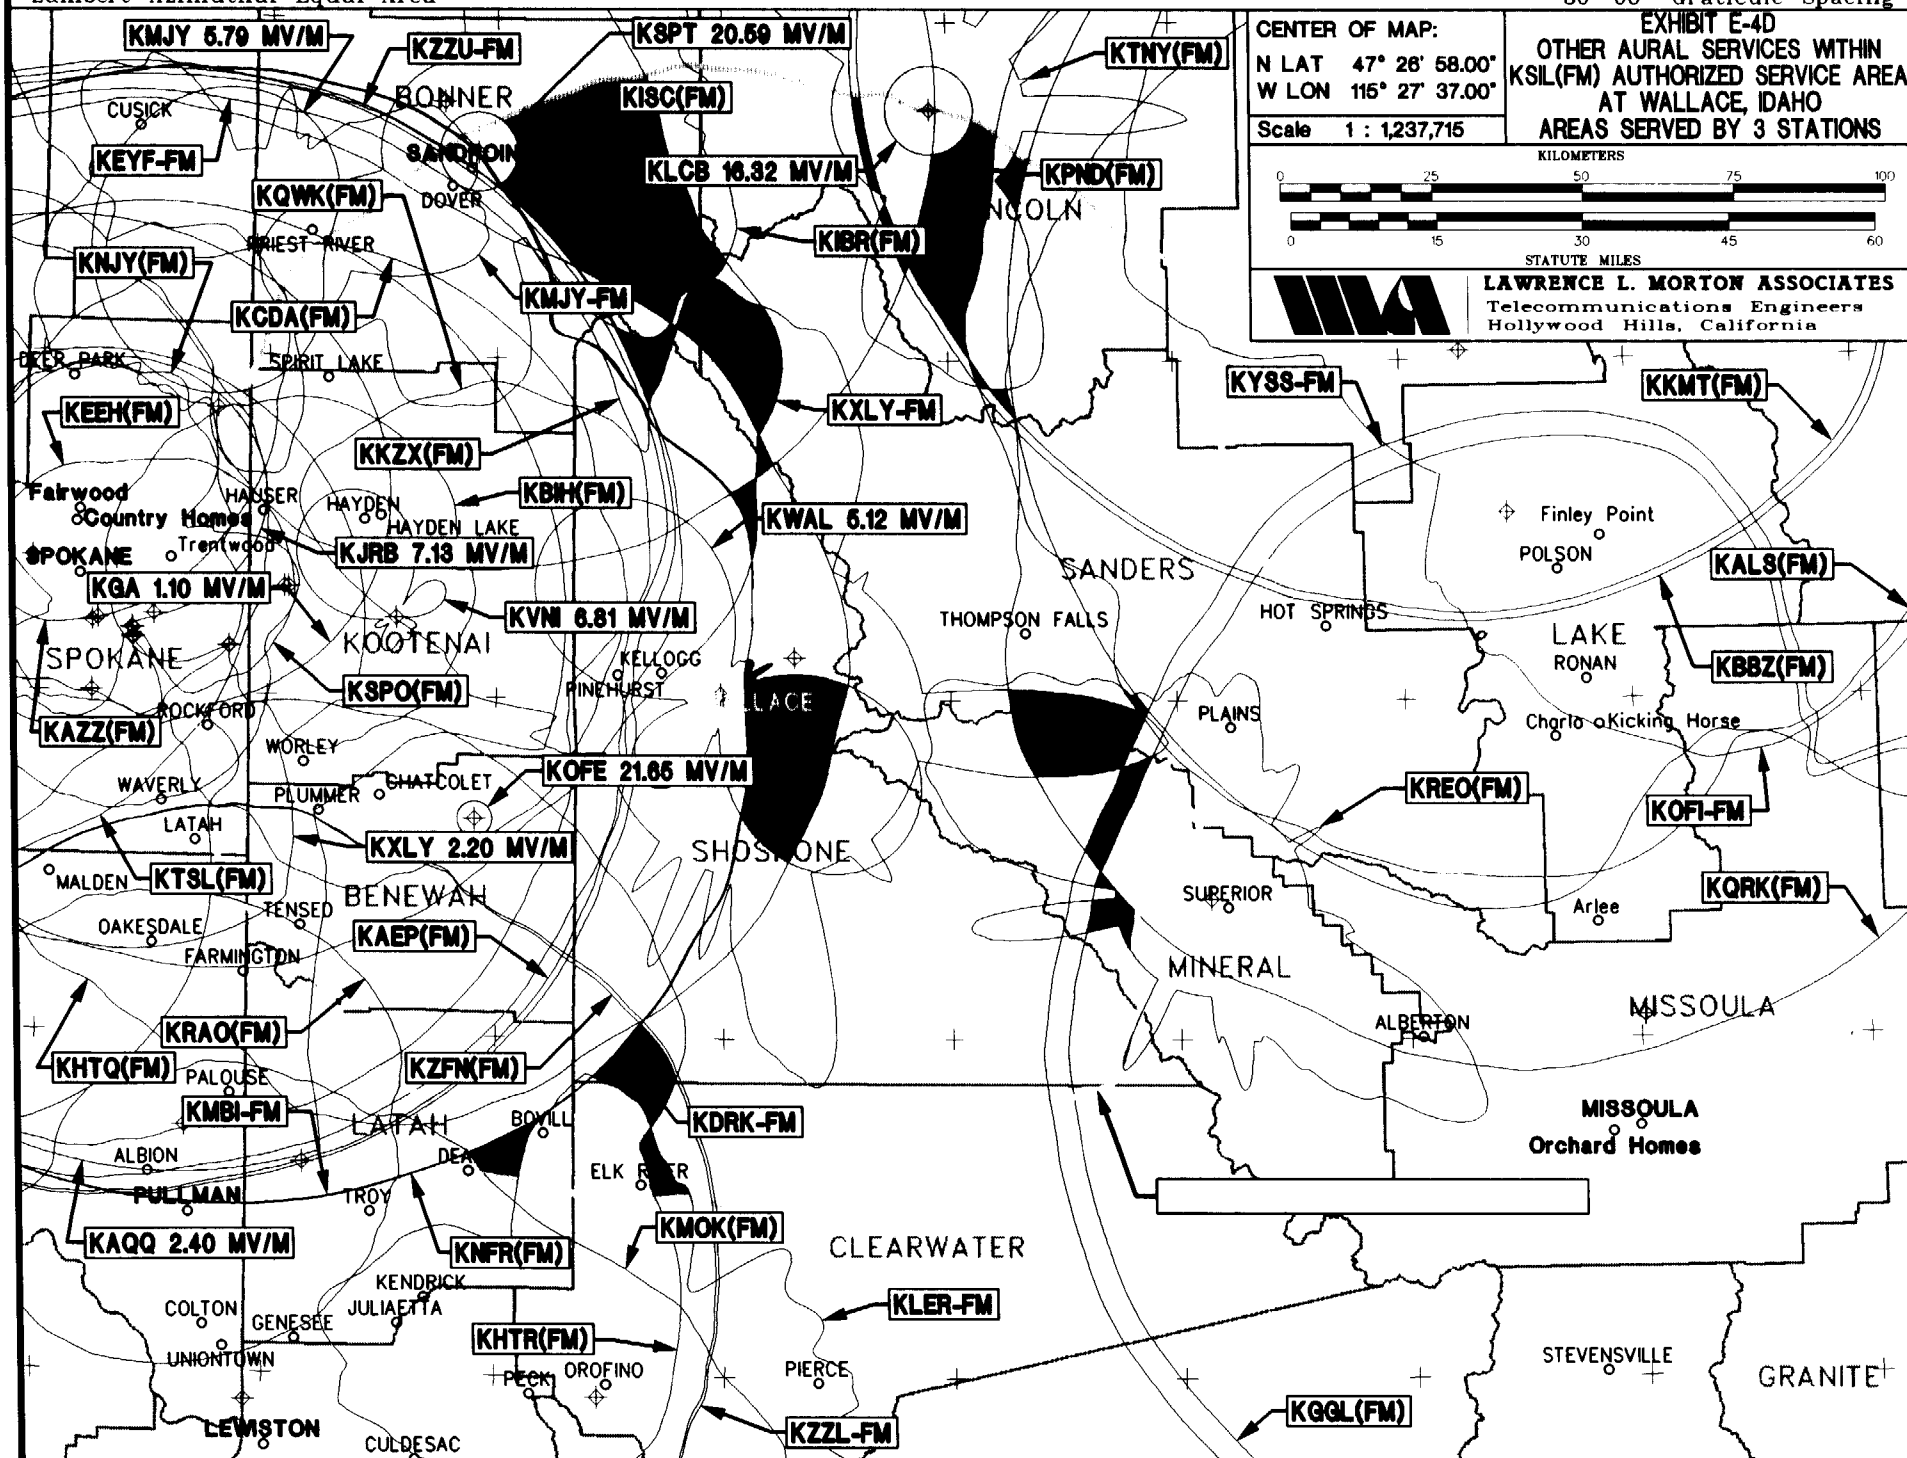 Lambert Azimuthal Equal Area
Graticule Spacing
KMJY 5.79 MV/M
KZZU-FM
KSPT 20.59 MV/M
KTNY(FM)
CENTER OF MAP:
N LAT 47° 26' 58.00"
W LON 115° 27' 37.00"
Scale 1 : 1,237,715
EXHIBIT E-4D
OTHER AURAL SERVICES WITHIN
KSIL(FM) AUTHORIZED SERVICE AREA
AT WALLACE, IDAHO
AREAS SERVED BY 3 STATIONS
KILOMETERS
0 25 50 75 100
0 15 30 45 60
STATUTE MILES
LAWRENCE L. MORTON ASSOCIATES
Telecommunications Engineers
Hollywood Hills, California
BONNER
KISC(FM)
CUSICK
KEYF-FM
SANDPOINT
DOVER
KLCB 16.32 MV/M
KPND(FM)
NCOLN
KQWK(FM)
PRIEST RIVER
KIBR(FM)
KNJY(FM)
KMJY-FM
KCDA(FM)
DEER PARK
SPIRIT LAKE
KYSS-FM
KKMT(FM)
KEEH(FM)
KXLY-FM
KKZX(FM)
Fairwood
Country Homes
HAUSER
HAYDEN
HAYDEN LAKE
KBIH(FM)
KWAL 5.12 MV/M
Finley Point
POLSON
SPOKANE
Trentwood
KJRB 7.13 MV/M
SANDERS
KALS(FM)
KGA 1.10 MV/M
KVNI 6.81 MV/M
THOMPSON FALLS
HOT SPRINGS
KOOTENAI
SPOKANE
KELLOGG
PINEHURST
LAKE
RONAN
KBBZ(FM)
KSPO(FM)
LLACE
ROCKFORD
KAZZ(FM)
PLAINS
Charlo
Kicking Horse
WORLEY
KOFE 21.65 MV/M
WAVERLY
PLUMMER
CHATCOLET
KREO(FM)
KOFI-FM
LATAH
KXLY 2.20 MV/M
SHOSHONE
MALDEN
KTSL(FM)
BENEWAH
SUPERIOR
KQRK(FM)
Arlee
OAKESDALE
TENSED
KAEP(FM)
FARMINGTON
MINERAL
MISSOULA
KRAO(FM)
ALBERTON
KHTQ(FM)
PALOUSE
KZFN(FM)
KMBI-FM
LATAH
BOVILL
KDRK-FM
MISSOULA
Orchard Homes
ALBION
DEA
ELK RIVER
PULLMAN
TROY
KAQQ 2.40 MV/M
KNFR(FM)
KMOK(FM)
CLEARWATER
KENDRICK
JULIAETTA
COLTON
GENESEE
KLER-FM
UNIONTOWN
KHTR(FM)
PECK
OROFINO
PIERCE
STEVENSVILLE
GRANITE
LEWISTON
CULDESAC
KZZL-FM
KGGL(FM)